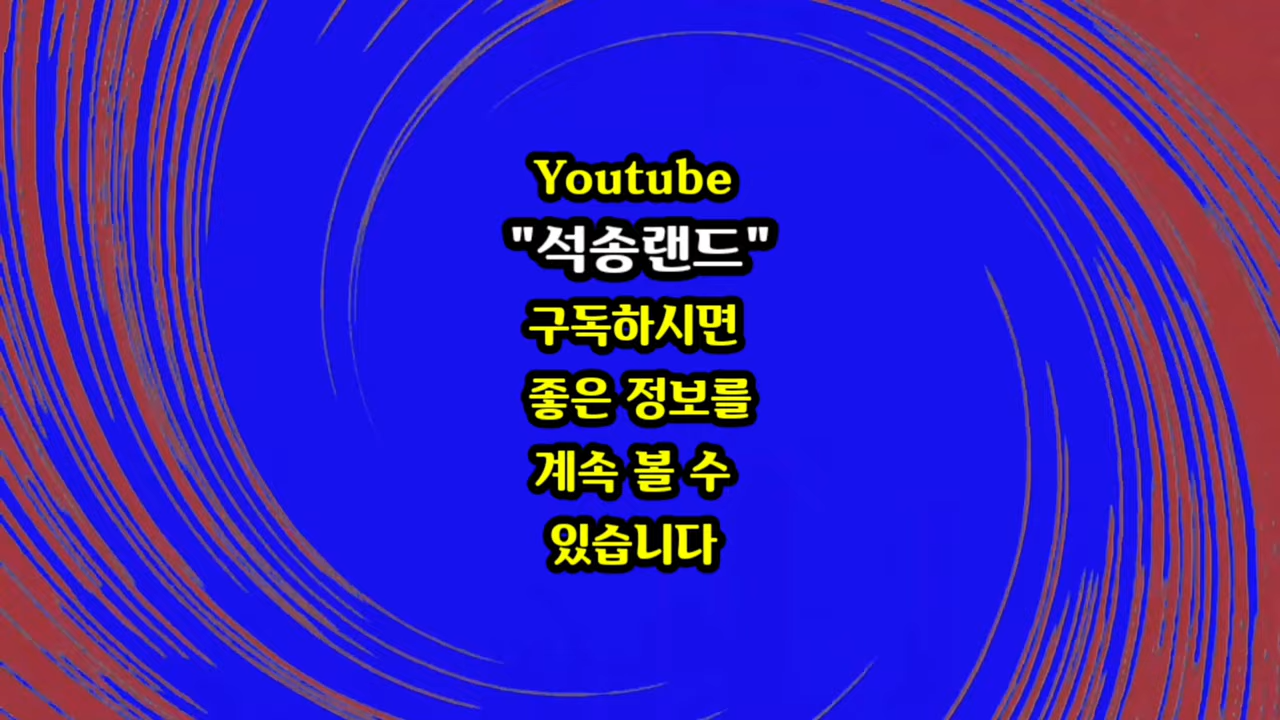 Youtube
"석송랜드"
구독하시면
좋은 정보를
계속 볼 수
있습니다